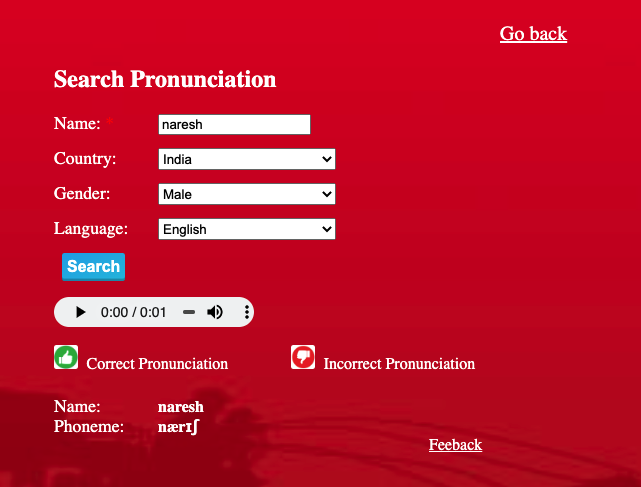 Go back
Search Pronunciation
Name: naresh
Country: India
Gender: Male
Language: English
Search
0:00 / 0:01
Correct Pronunciation Incorrect Pronunciation
Name: naresh
Phoneme: nærɪʃ
Feeback